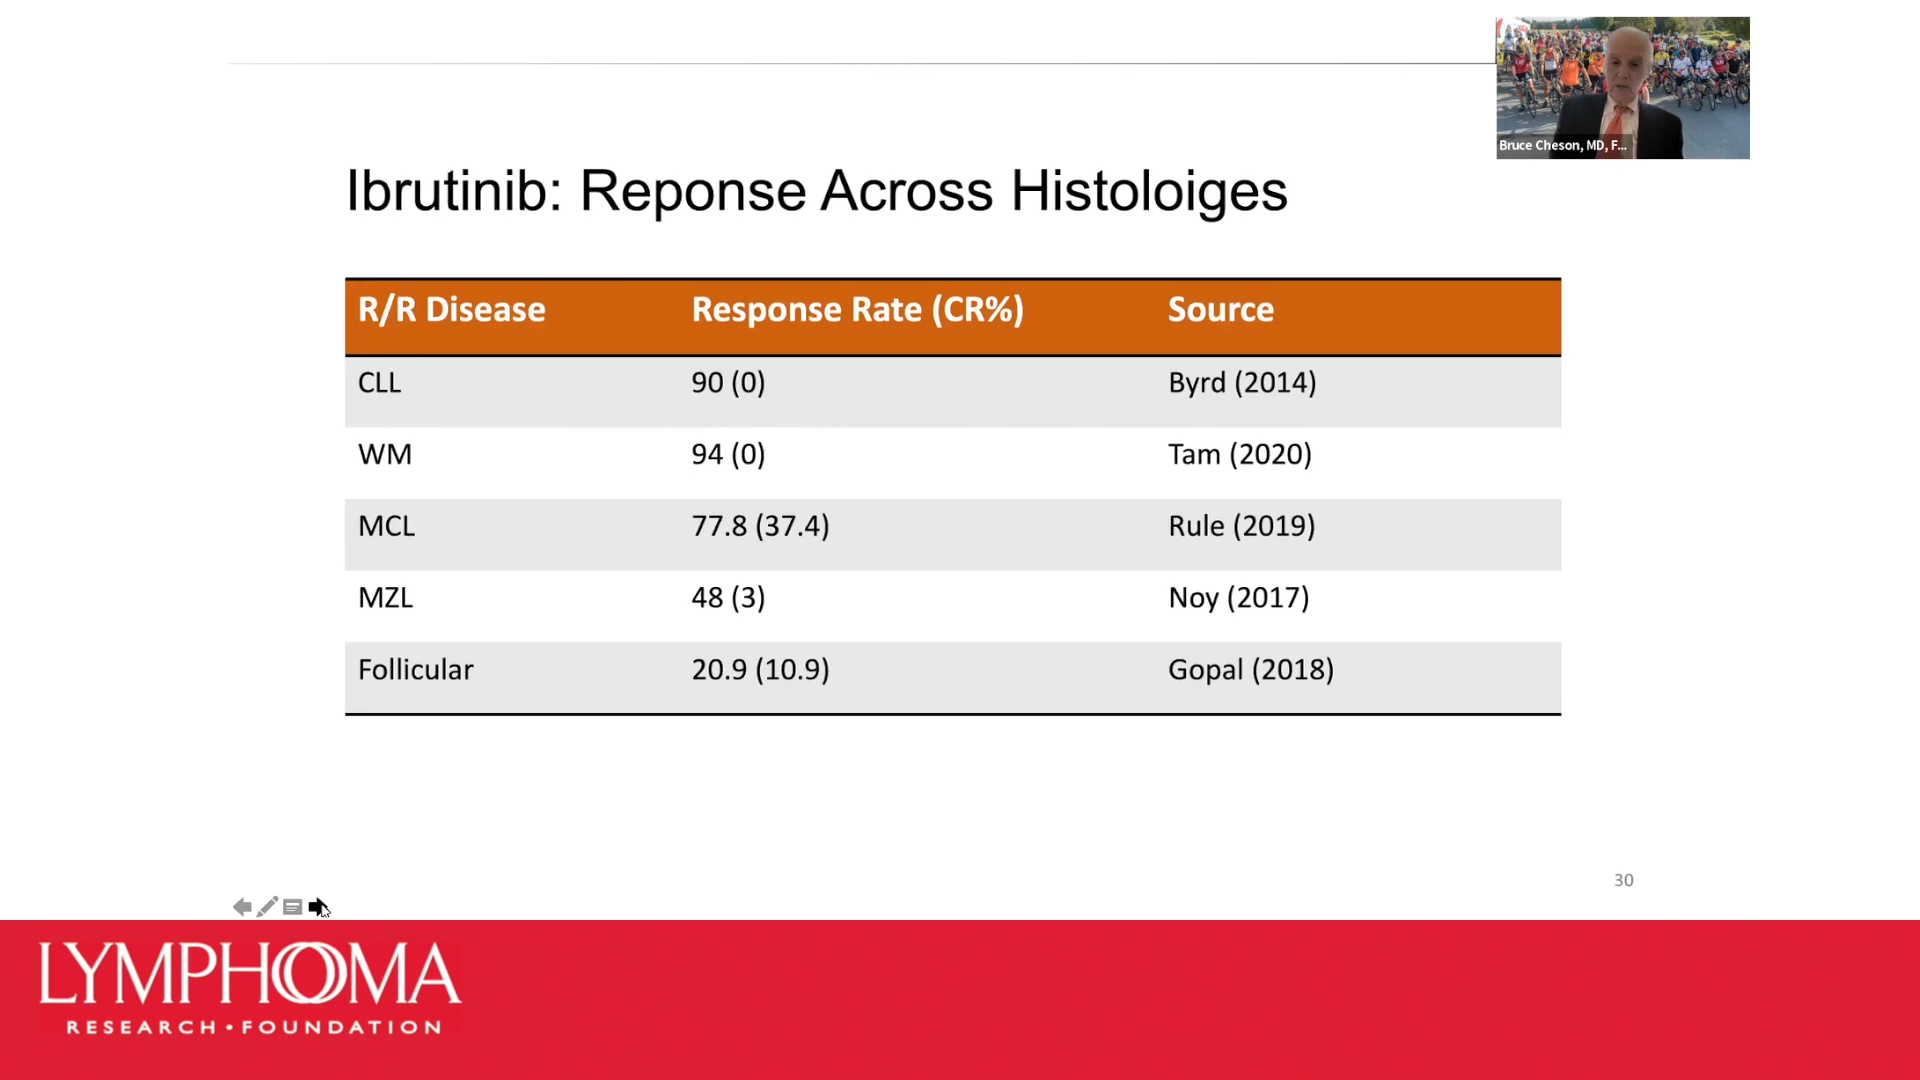 Bruce Cheson, MD, F...
Ibrutinib: Reponse Across Histoloiges
R/R Disease Response Rate (CR%) Source
CLL 90 (0) Byrd (2014)
WM 94 (0) Tam (2020)
MCL 77.8 (37.4) Rule (2019)
MZL 48 (3) Noy (2017)
Follicular 20.9 (10.9) Gopal (2018)
30
LYMPHOMA
RESEARCH • FOUNDATION